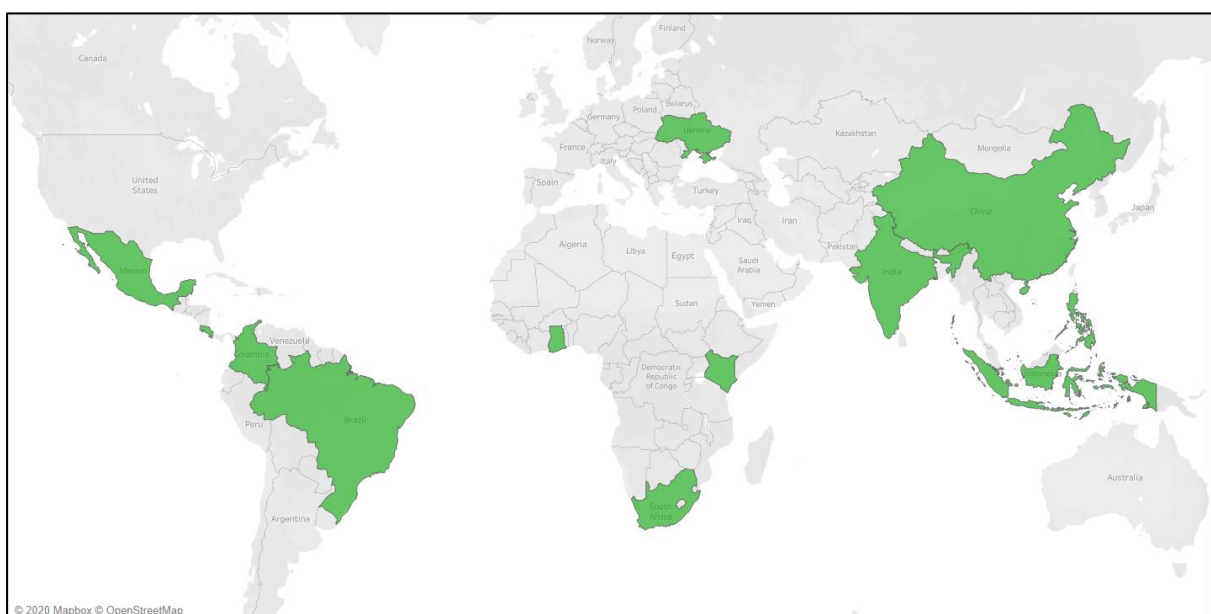 Canada
United
States
Mexico
Venezuela
Colombia
Peru
Brazil
Argentina
Norway
Finland
Belarus
Poland
Germany
Ukraine
France
Italy
Spain
Turkey
Kazakhstan
Mongolia
China
Japan
Iraq
Iran
Pakistan
India
Algeria
Libya
Egypt
Saudi
Arabia
Yemen
Sudan
Democratic
Republic
of Congo
South
Africa
Indonesia
Australia
© 2020 Mapbox © OpenStreetMap